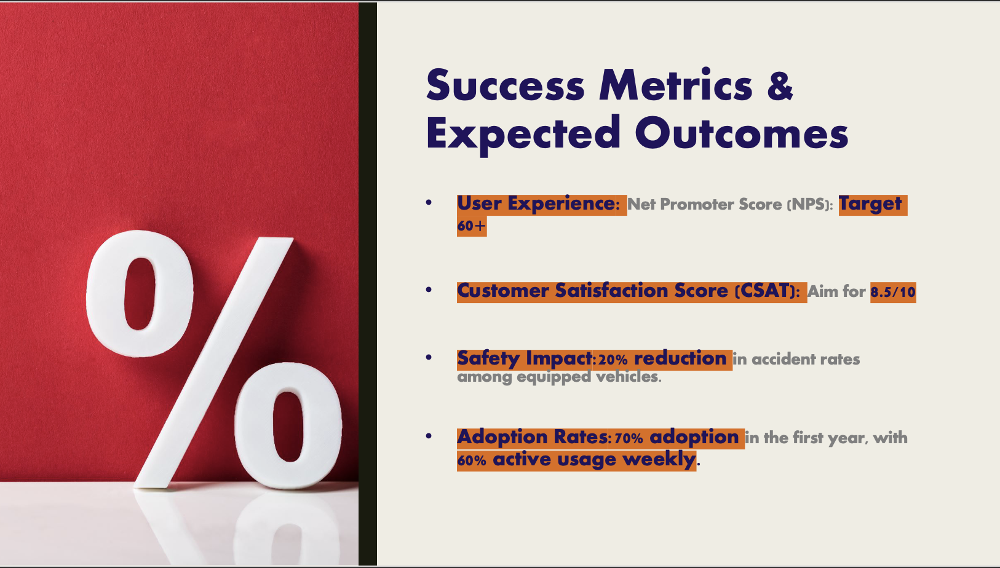 Success Metrics &
Expected Outcomes
• User Experience: Net Promoter Score (NPS): Target
60+
• Customer Satisfaction Score (CSAT): Aim for 8.5/10
• Safety Impact: 20% reduction in accident rates
among equipped vehicles.
• Adoption Rates: 70% adoption in the first year, with
60% active usage weekly.
%